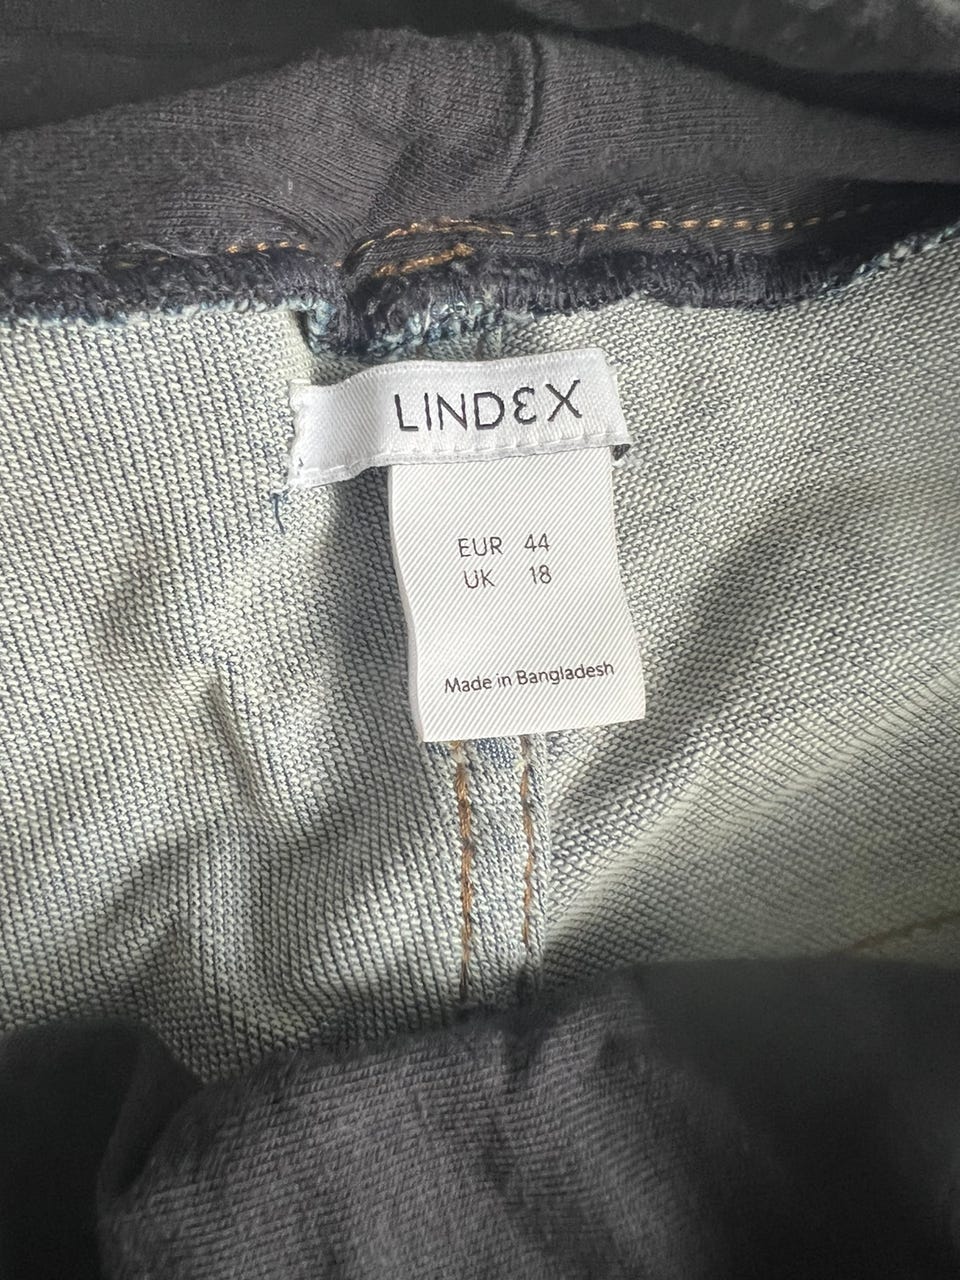 LINDEX
EUR 44
UK 18
Made in Bangladesh